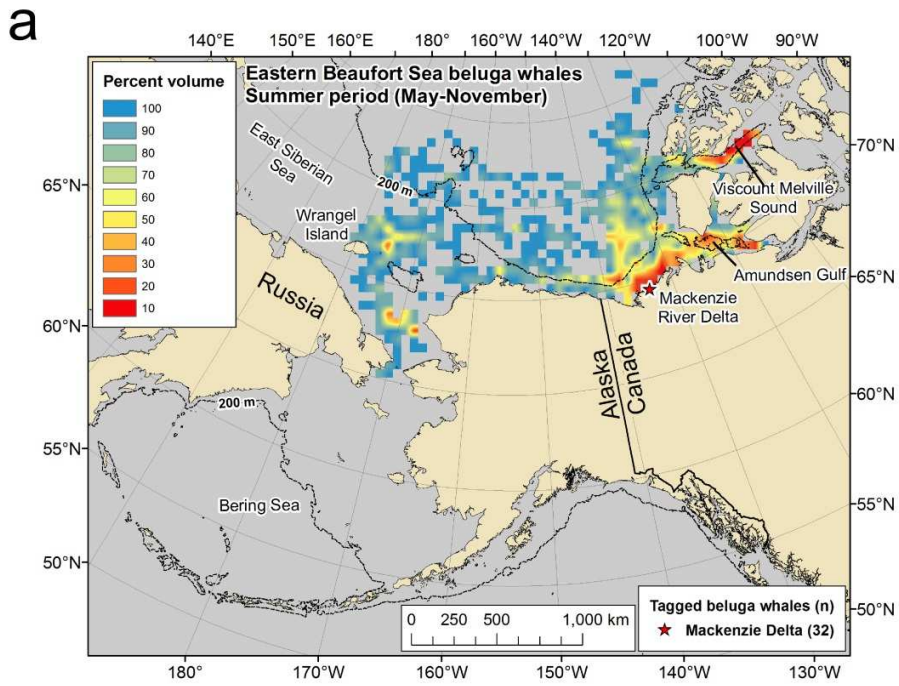 a
140°E 150°E 160°E 180° 160°W 150°W 140°W 120°W 100°W 90°W
Percent volume
100
90
80
70
60
50
40
30
20
10
Eastern Beaufort Sea beluga whales
Summer period (May-November)
East Siberian
Sea
200 m
Wrangel
Island
Russia
Viscount Melville
Sound
Amundsen Gulf
Mackenzie
River Delta
Alaska
Canada
200 m
Bering Sea
65°N
60°N
55°N
50°N
70°N
65°N
60°N
55°N
50°N
0 250 500 1,000 km
Tagged beluga whales (n)
Mackenzie Delta (32)
180° 170°W 160°W 150°W 140°W 130°W